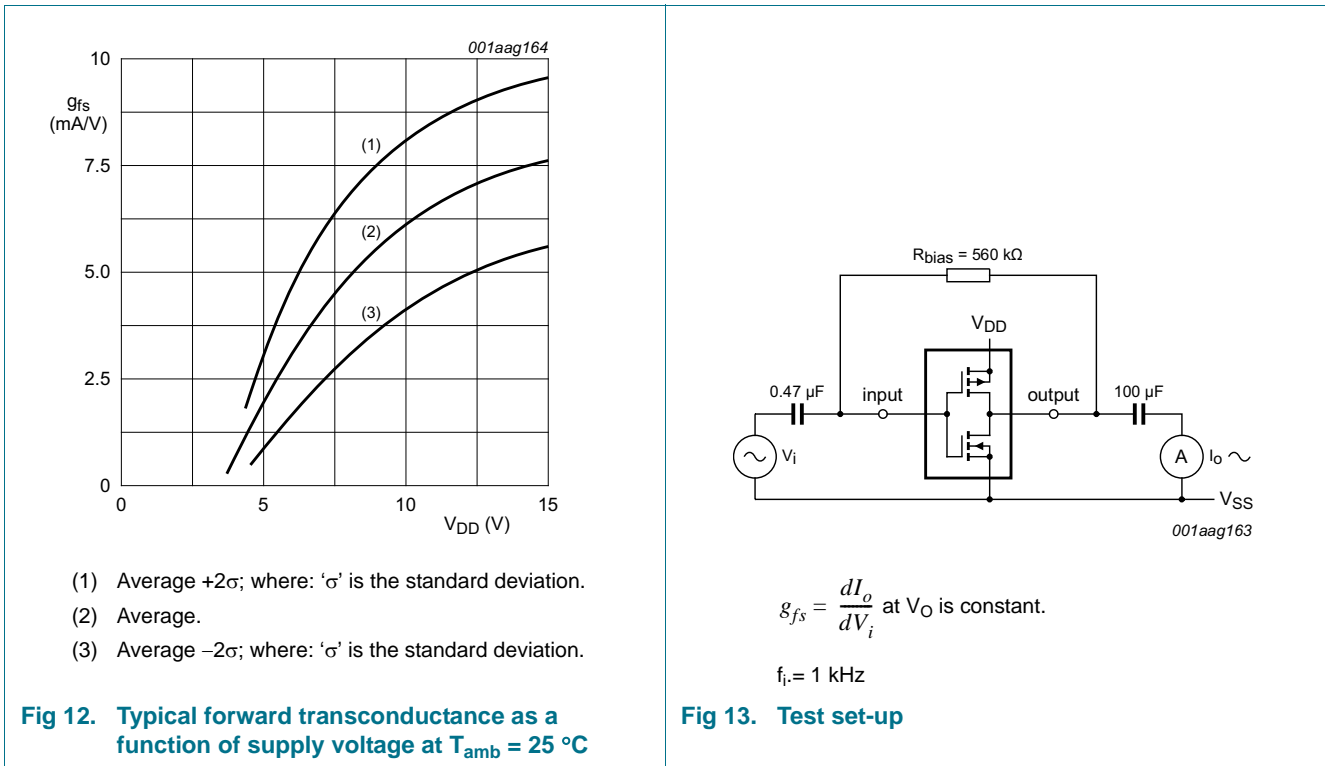 001aag164
10
gfs
(mA/V)
(1)
7.5
(2)
5.0
(3)
2.5
0
0 5 10 15
VDD (V)
(1) Average +2σ; where: ‘σ’ is the standard deviation.
(2) Average.
(3) Average −2σ; where: ‘σ’ is the standard deviation.
Fig 12. Typical forward transconductance as a
function of supply voltage at Tamb = 25 °C
Rbias = 560 kΩ
VDD
0.47 µF input output 100 µF
Vi A Io
VSS
001aag163
gfs = dIo/dVi at VO is constant.
fi.= 1 kHz
Fig 13. Test set-up